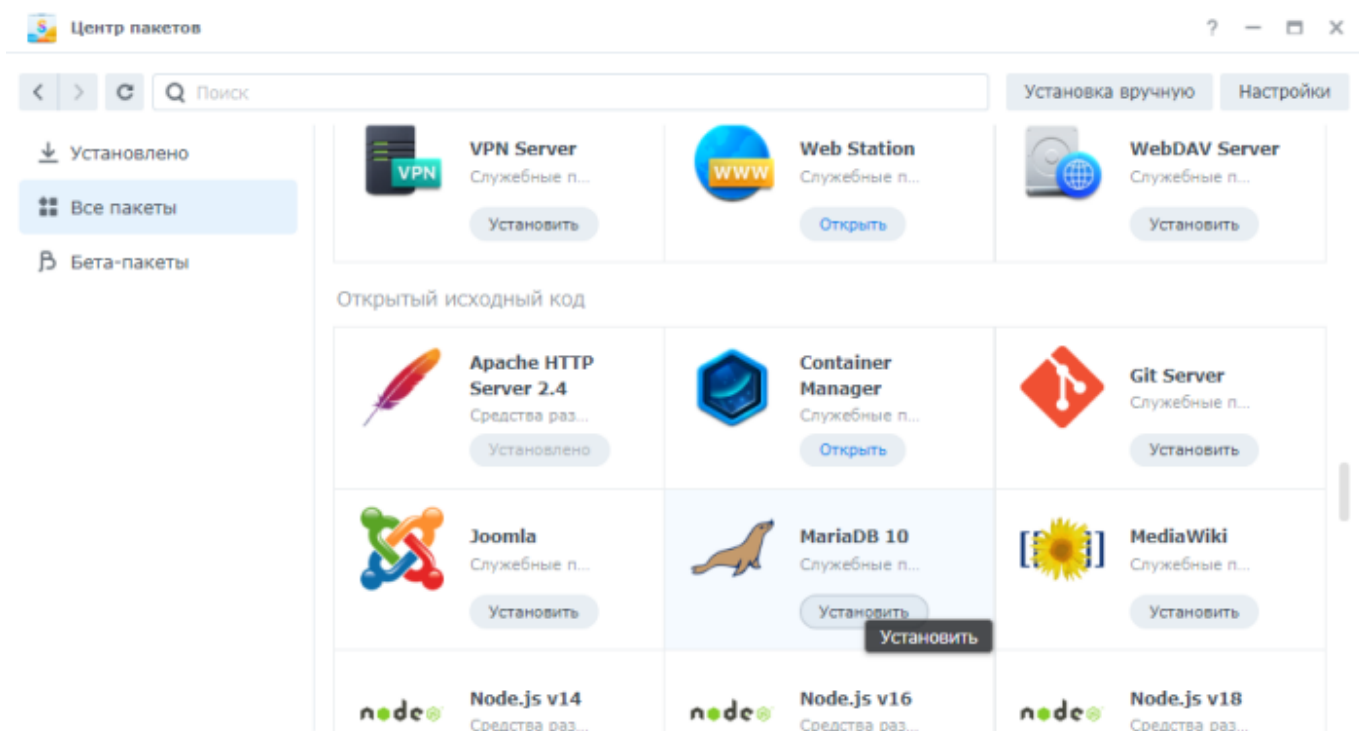 Центр пакетов
Поиск
Установка вручную
Настройки
Установлено
Все пакеты
Бета-пакеты
VPN
VPN Server
Служебные п...
Установить
WWW
Web Station
Служебные п...
Открыть
WebDAV Server
Служебные п...
Установить
Открытый исходный код
Apache HTTP
Server 2.4
Средства раз...
Установлено
Container
Manager
Служебные п...
Открыть
Git Server
Служебные п...
Установить
Joomla
Служебные п...
Установить
MariaDB 10
Служебные п...
Установить
Установить
MediaWiki
Служебные п...
Установить
node
Node.js v14
Средства раз...
node
Node.js v16
Средства раз...
node
Node.js v18
Средства раз...